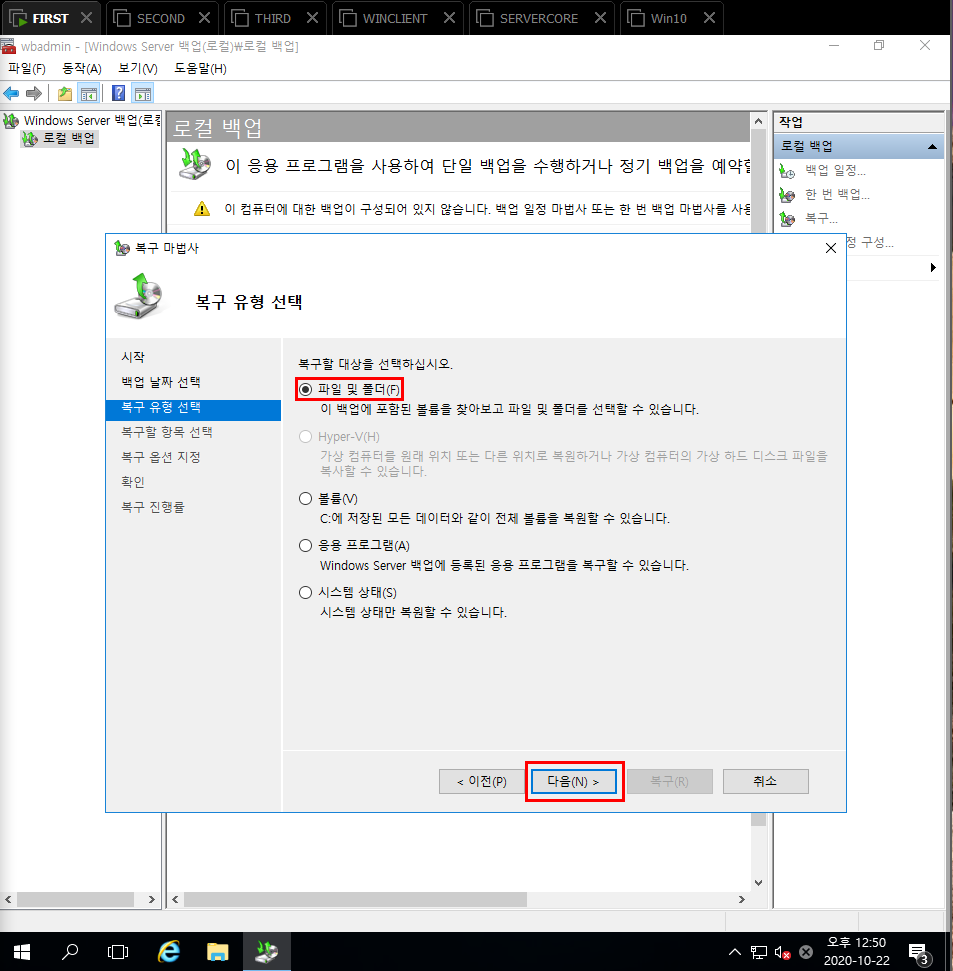 FIRST
SECOND
THIRD
WINCLIENT
SERVERCORE
Win10
wbadmin - [Windows Server 백업(로컬)₩로컬 백업]
파일(F) 동작(A) 보기(V) 도움말(H)
Windows Server 백업(로컬
로컬 백업
로컬 백업
이 응용 프로그램을 사용하여 단일 백업을 수행하거나 정기 백업을 예약할
이 컴퓨터에 대한 백업이 구성되어 있지 않습니다. 백업 일정 마법사 또는 한 번 백업 마법사를 사용
작업
로컬 백업
백업 일정...
한 번 백업...
복구...
정 구성...
복구 마법사
복구 유형 선택
시작
백업 날짜 선택
복구 유형 선택
복구할 항목 선택
복구 옵션 지정
확인
복구 진행률
복구할 대상을 선택하십시오.
파일 및 폴더(F)
이 백업에 포함된 볼륨을 찾아보고 파일 및 폴더를 선택할 수 있습니다.
Hyper-V(H)
가상 컴퓨터를 원래 위치 또는 다른 위치로 복원하거나 가상 컴퓨터의 가상 하드 디스크 파일을
복사할 수 있습니다.
볼륨(V)
C:에 저장된 모든 데이터와 같이 전체 볼륨을 복원할 수 있습니다.
응용 프로그램(A)
Windows Server 백업에 등록된 응용 프로그램을 복구할 수 있습니다.
시스템 상태(S)
시스템 상태만 복원할 수 있습니다.
< 이전(P)
다음(N) >
복구(R)
취소
오후 12:50
2020-10-22
3